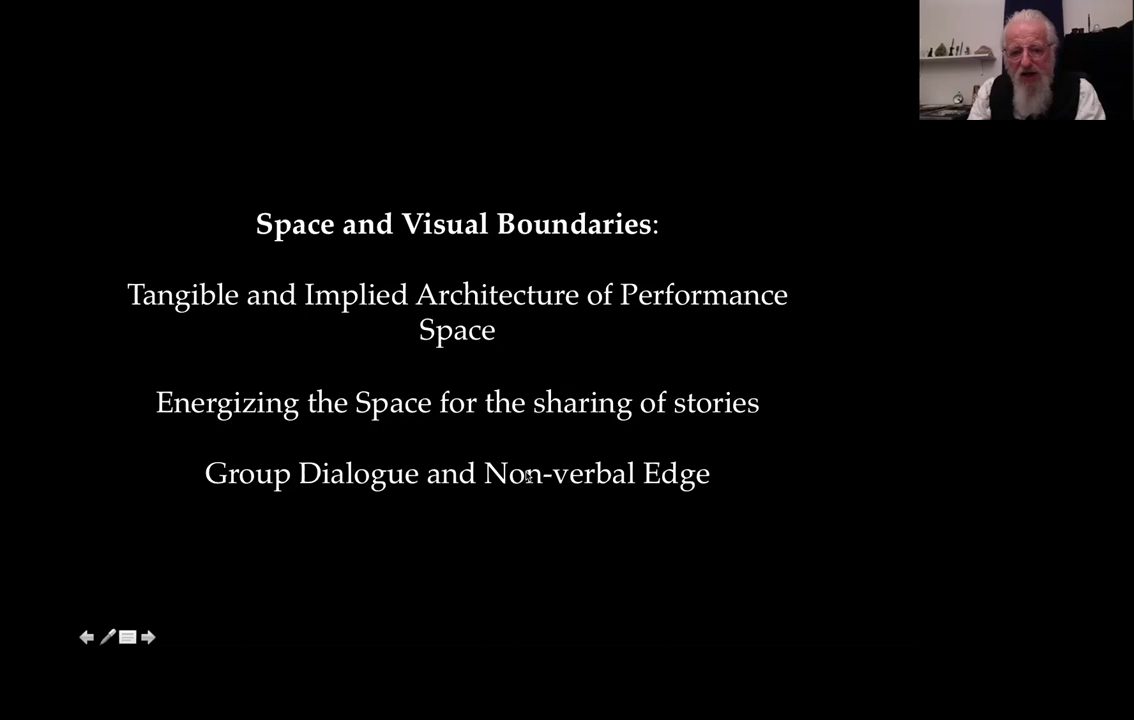 Space and Visual Boundaries:
Tangible and Implied Architecture of Performance
Space
Energizing the Space for the sharing of stories
Group Dialogue and Non-verbal Edge